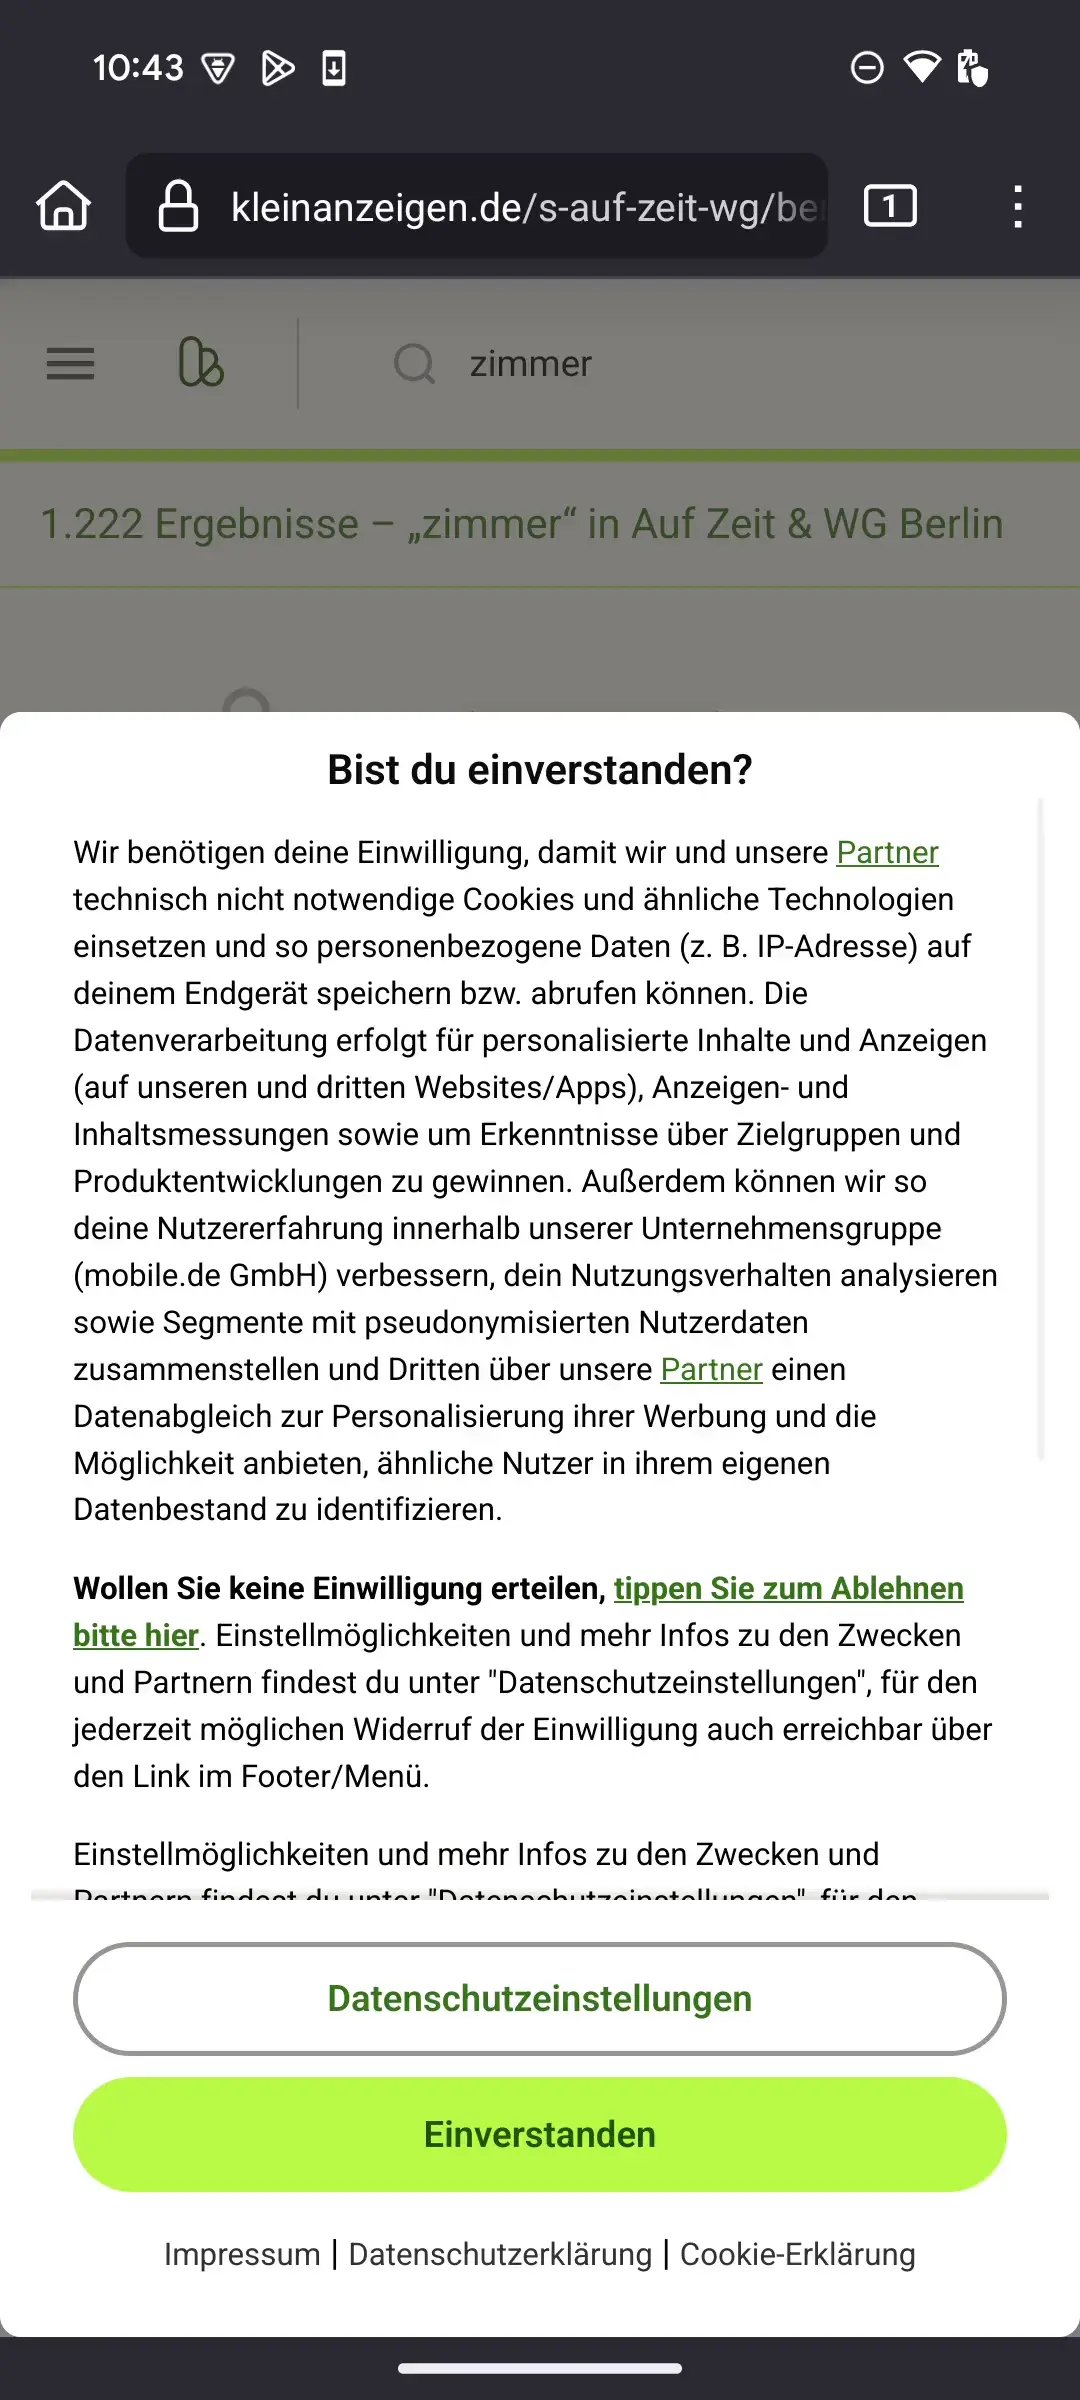 10:43
kleinanzeigen.de/s-auf-zeit-wg/be
1
zimmer
1.222 Ergebnisse – „zimmer“ in Auf Zeit & WG Berlin
Bist du einverstanden?
Wir benötigen deine Einwilligung, damit wir und unsere Partner
technisch nicht notwendige Cookies und ähnliche Technologien
einsetzen und so personenbezogene Daten (z. B. IP-Adresse) auf
deinem Endgerät speichern bzw. abrufen können. Die
Datenverarbeitung erfolgt für personalisierte Inhalte und Anzeigen
(auf unseren und dritten Websites/Apps), Anzeigen- und
Inhaltsmessungen sowie um Erkenntnisse über Zielgruppen und
Produktentwicklungen zu gewinnen. Außerdem können wir so
deine Nutzererfahrung innerhalb unserer Unternehmensgruppe
(mobile.de GmbH) verbessern, dein Nutzungsverhalten analysieren
sowie Segmente mit pseudonymisierten Nutzerdaten
zusammenstellen und Dritten über unsere Partner einen
Datenabgleich zur Personalisierung ihrer Werbung und die
Möglichkeit anbieten, ähnliche Nutzer in ihrem eigenen
Datenbestand zu identifizieren.
Wollen Sie keine Einwilligung erteilen, tippen Sie zum Ablehnen
bitte hier. Einstellmöglichkeiten und mehr Infos zu den Zwecken
und Partnern findest du unter "Datenschutzeinstellungen", für den
jederzeit möglichen Widerruf der Einwilligung auch erreichbar über
den Link im Footer/Menü.
Einstellmöglichkeiten und mehr Infos zu den Zwecken und
Partnern findest du unter "Datenschutzeinstellungen", für den
Datenschutzeinstellungen
Einverstanden
Impressum | Datenschutzerklärung | Cookie-Erklärung